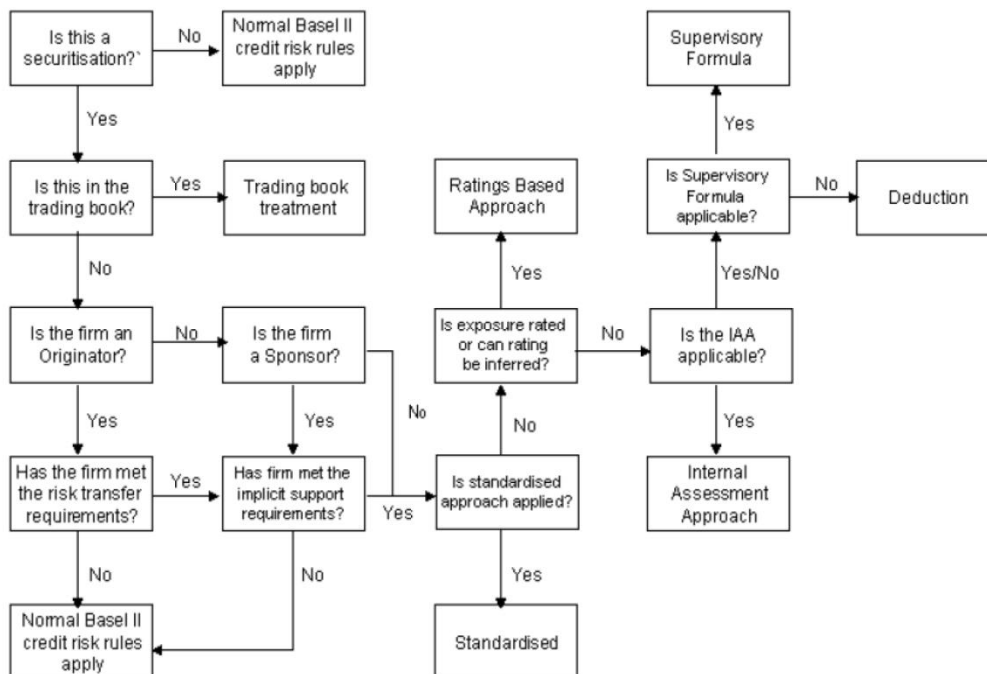 Is this a
securitisation?`
No
Normal Basel II
credit risk rules
apply
Supervisory
Formula
Yes
Yes
Is this in the
trading book?
Yes
Trading book
treatment
Ratings Based
Approach
Is Supervisory
Formula
applicable?
No
Deduction
No
Yes
Yes/No
Is the firm an
Originator?
No
Is the firm
a Sponsor?
Is exposure rated
or can rating
be inferred?
No
Is the IAA
applicable?
Yes
Yes
No
No
Yes
Has the firm met
the risk transfer
requirements?
Yes
Has firm met the
implicit support
requirements?
Yes
Is standardised
approach applied?
Internal
Assessment
Approach
No
No
Yes
Normal Basel II
credit risk rules
apply
Standardised